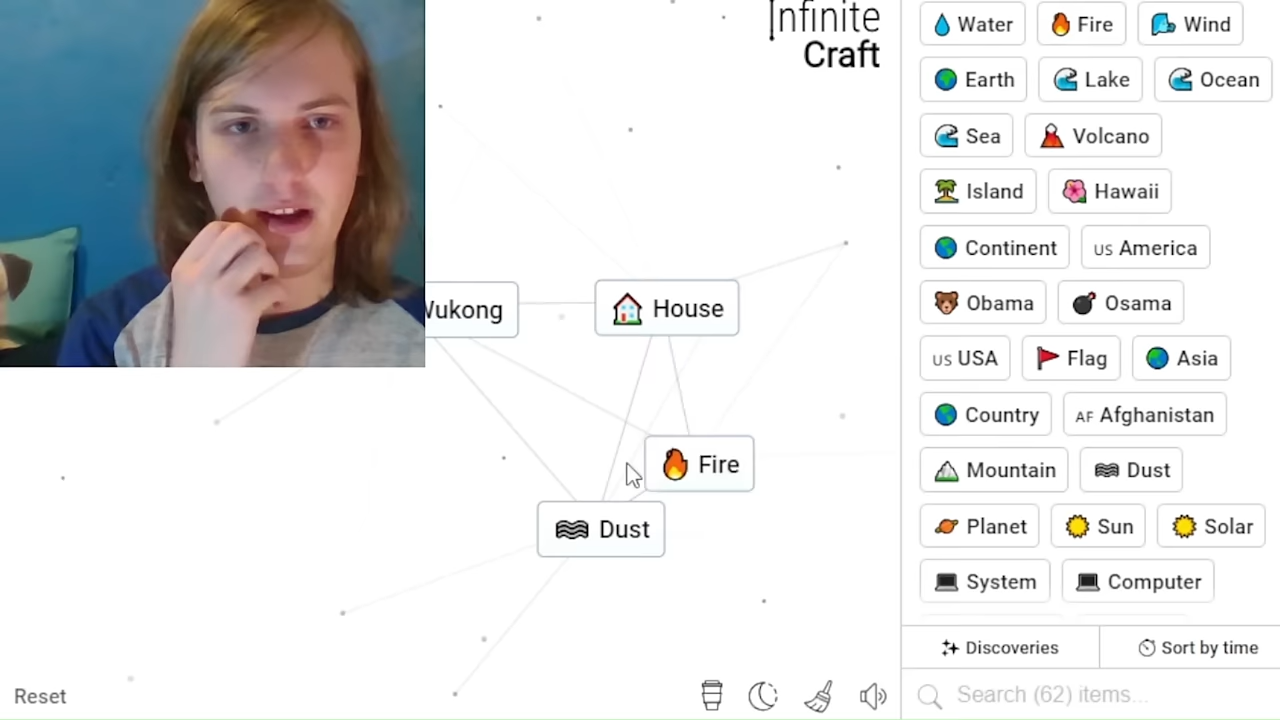 Infinite
Craft
Water Fire Wind
Earth Lake Ocean
Sea Volcano
Island Hawaii
Continent US America
Obama Osama
US USA Flag Asia
Country AF Afghanistan
Mountain Dust
Planet Sun Solar
System Computer
Wukong House
Fire
Dust
Discoveries Sort by time
Search (62) items...
Reset